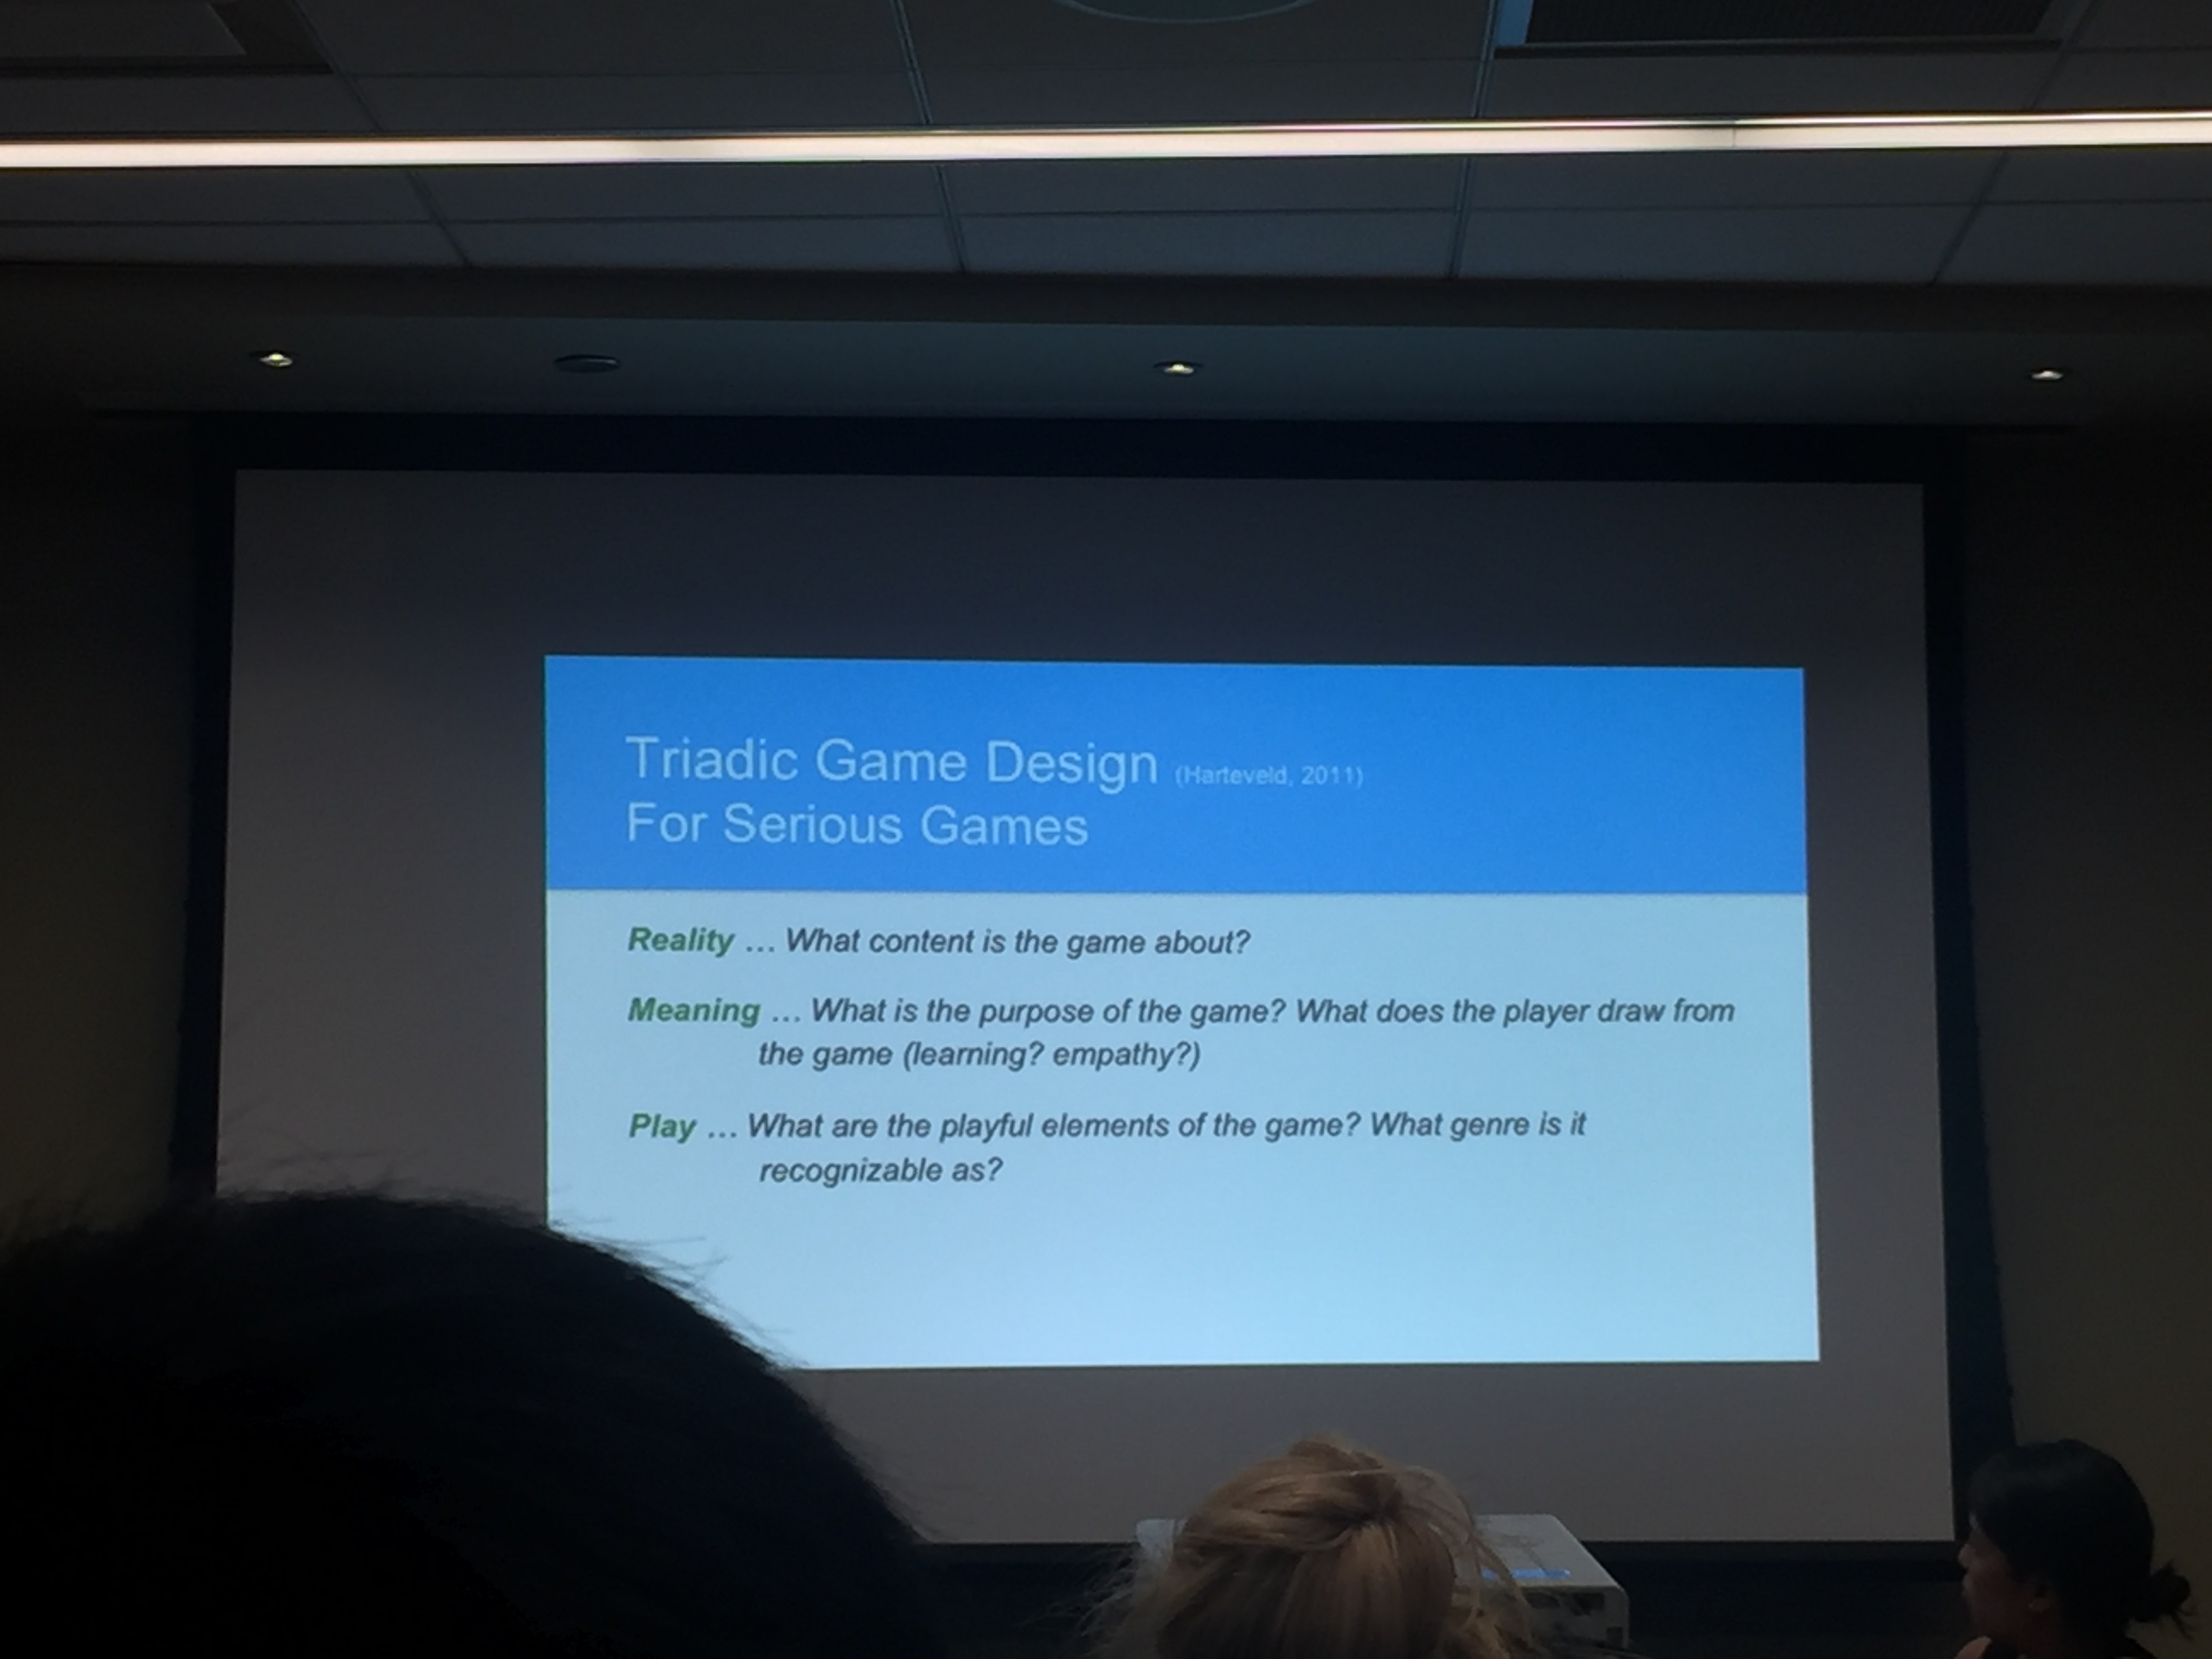 Triadic Game Design (Harteveld, 2011)
For Serious Games
Reality ... What content is the game about?
Meaning ... What is the purpose of the game? What does the player draw from
the game (learning? empathy?)
Play ... What are the playful elements of the game? What genre is it
recognizable as?